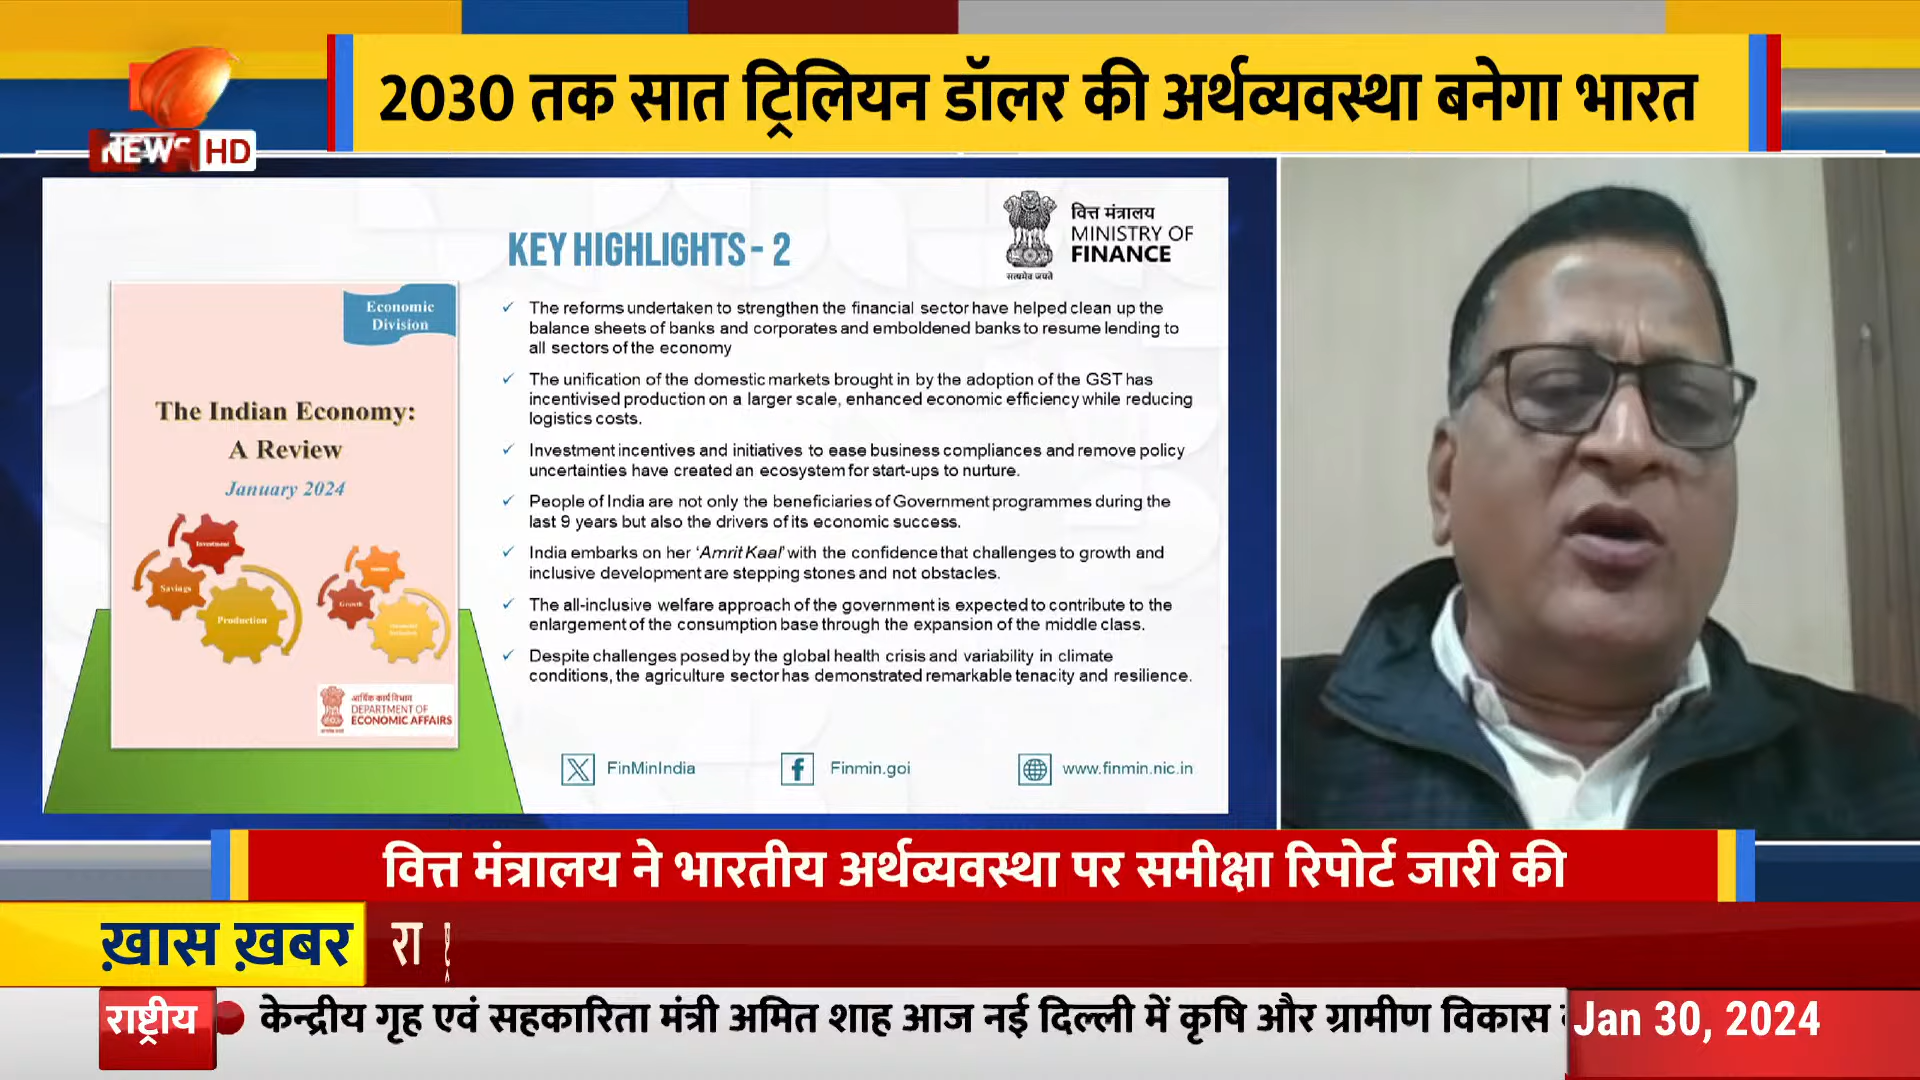 2030 तक सात ट्रिलियन डॉलर की अर्थव्यवस्था बनेगा भारत
NEWS HD
KEY HIGHLIGHTS - 2
वित्त मंत्रालय
MINISTRY OF
FINANCE
सत्यमेव जयते
Economic
Division
The Indian Economy:
A Review
January 2024
Investment
Savings
Production
Growth
आर्थिक कार्य विभाग
DEPARTMENT OF
ECONOMIC AFFAIRS
✓ The reforms undertaken to strengthen the financial sector have helped clean up the
balance sheets of banks and corporates and emboldened banks to resume lending to
all sectors of the economy
✓ The unification of the domestic markets brought in by the adoption of the GST has
incentivised production on a larger scale, enhanced economic efficiency while reducing
logistics costs.
✓ Investment incentives and initiatives to ease business compliances and remove policy
uncertainties have created an ecosystem for start-ups to nurture.
✓ People of India are not only the beneficiaries of Government programmes during the
last 9 years but also the drivers of its economic success.
✓ India embarks on her ‘Amrit Kaal’ with the confidence that challenges to growth and
inclusive development are stepping stones and not obstacles.
✓ The all-inclusive welfare approach of the government is expected to contribute to the
enlargement of the consumption base through the expansion of the middle class.
✓ Despite challenges posed by the global health crisis and variability in climate
conditions, the agriculture sector has demonstrated remarkable tenacity and resilience.
FinMinIndia
Finmin.goi
www.finmin.nic.in
वित्त मंत्रालय ने भारतीय अर्थव्यवस्था पर समीक्षा रिपोर्ट जारी की
ख़ास ख़बर
रा
राष्ट्रीय
केन्द्रीय गृह एवं सहकारिता मंत्री अमित शाह आज नई दिल्ली में कृषि और ग्रामीण विकास
Jan 30, 2024